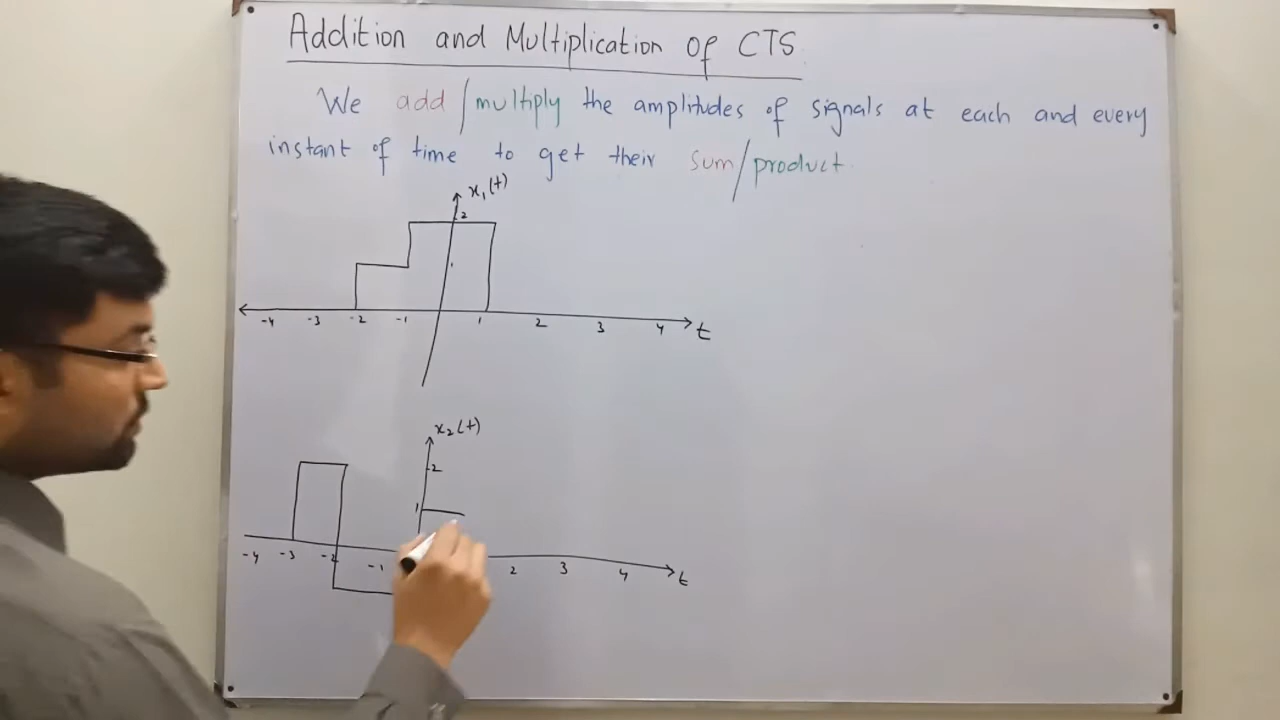 Addition and Multiplication of CTS
We add/multiply the amplitudes of signals at each and every
instant of time to get their sum/product.
x₁(t)
2
1
-4 -3 -2 -1 1 2 3 4 t
x₂(t)
2
1
-4 -3 -2 -1 2 3 4 t